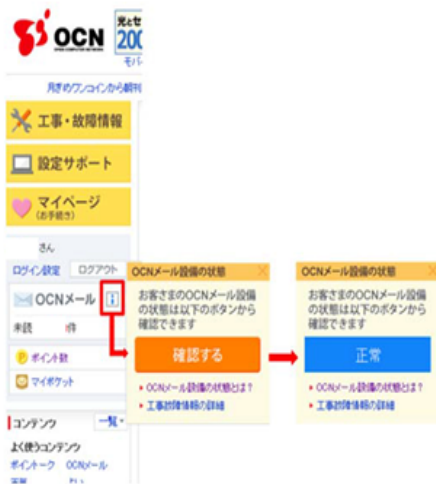 OCN
光とセ
200
モバ
月ぎめワンコインから朝刊
工事・故障情報
設定サポート
マイページ
(お手続き)
さん
ログイン設定 ログアウト
OCNメール
未読 件
ポイント数
マイポケット
コンテンツ 一覧
よく使うコンテンツ
ポイントーク OCNメール
OCNメール設備の状態
お客さまのOCNメール設備
の状態は以下のボタンから
確認できます
確認する
OCNメール設備の状態とは?
工事故障情報の詳細
OCNメール設備の状態
お客さまのOCNメール設備
の状態は以下のボタンから
確認できます
正常
OCNメール設備の状態とは?
工事故障情報の詳細